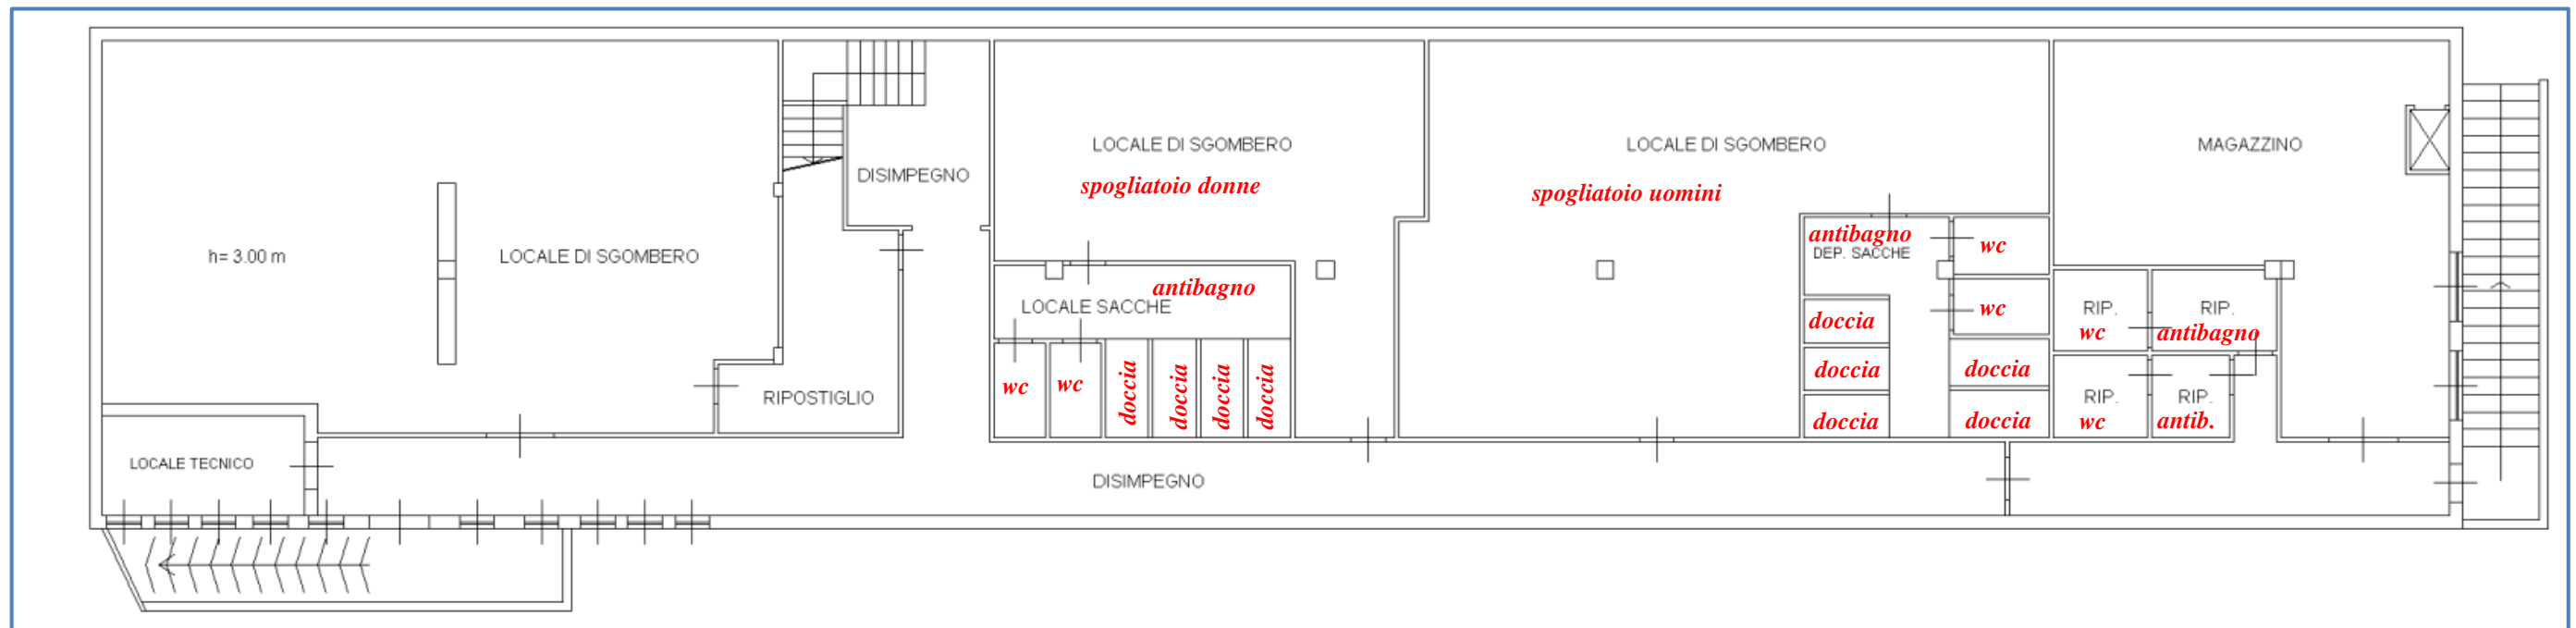 h= 3.00 m
LOCALE DI SGOMBERO
LOCALE TECNICO
RIPOSTIGLIO
DISIMPEGNO
LOCALE DI SGOMBERO
spogliatoio donne
antibagno
LOCALE SACCHE
wc
wc
doccia
doccia
doccia
doccia
DISIMPEGNO
LOCALE DI SGOMBERO
spogliatoio uomini
antibagno
DEP. SACCHE
wc
wc
doccia
doccia
doccia
doccia
doccia
MAGAZZINO
RIP.
wc
RIP.
antibagno
RIP.
wc
RIP.
antib.